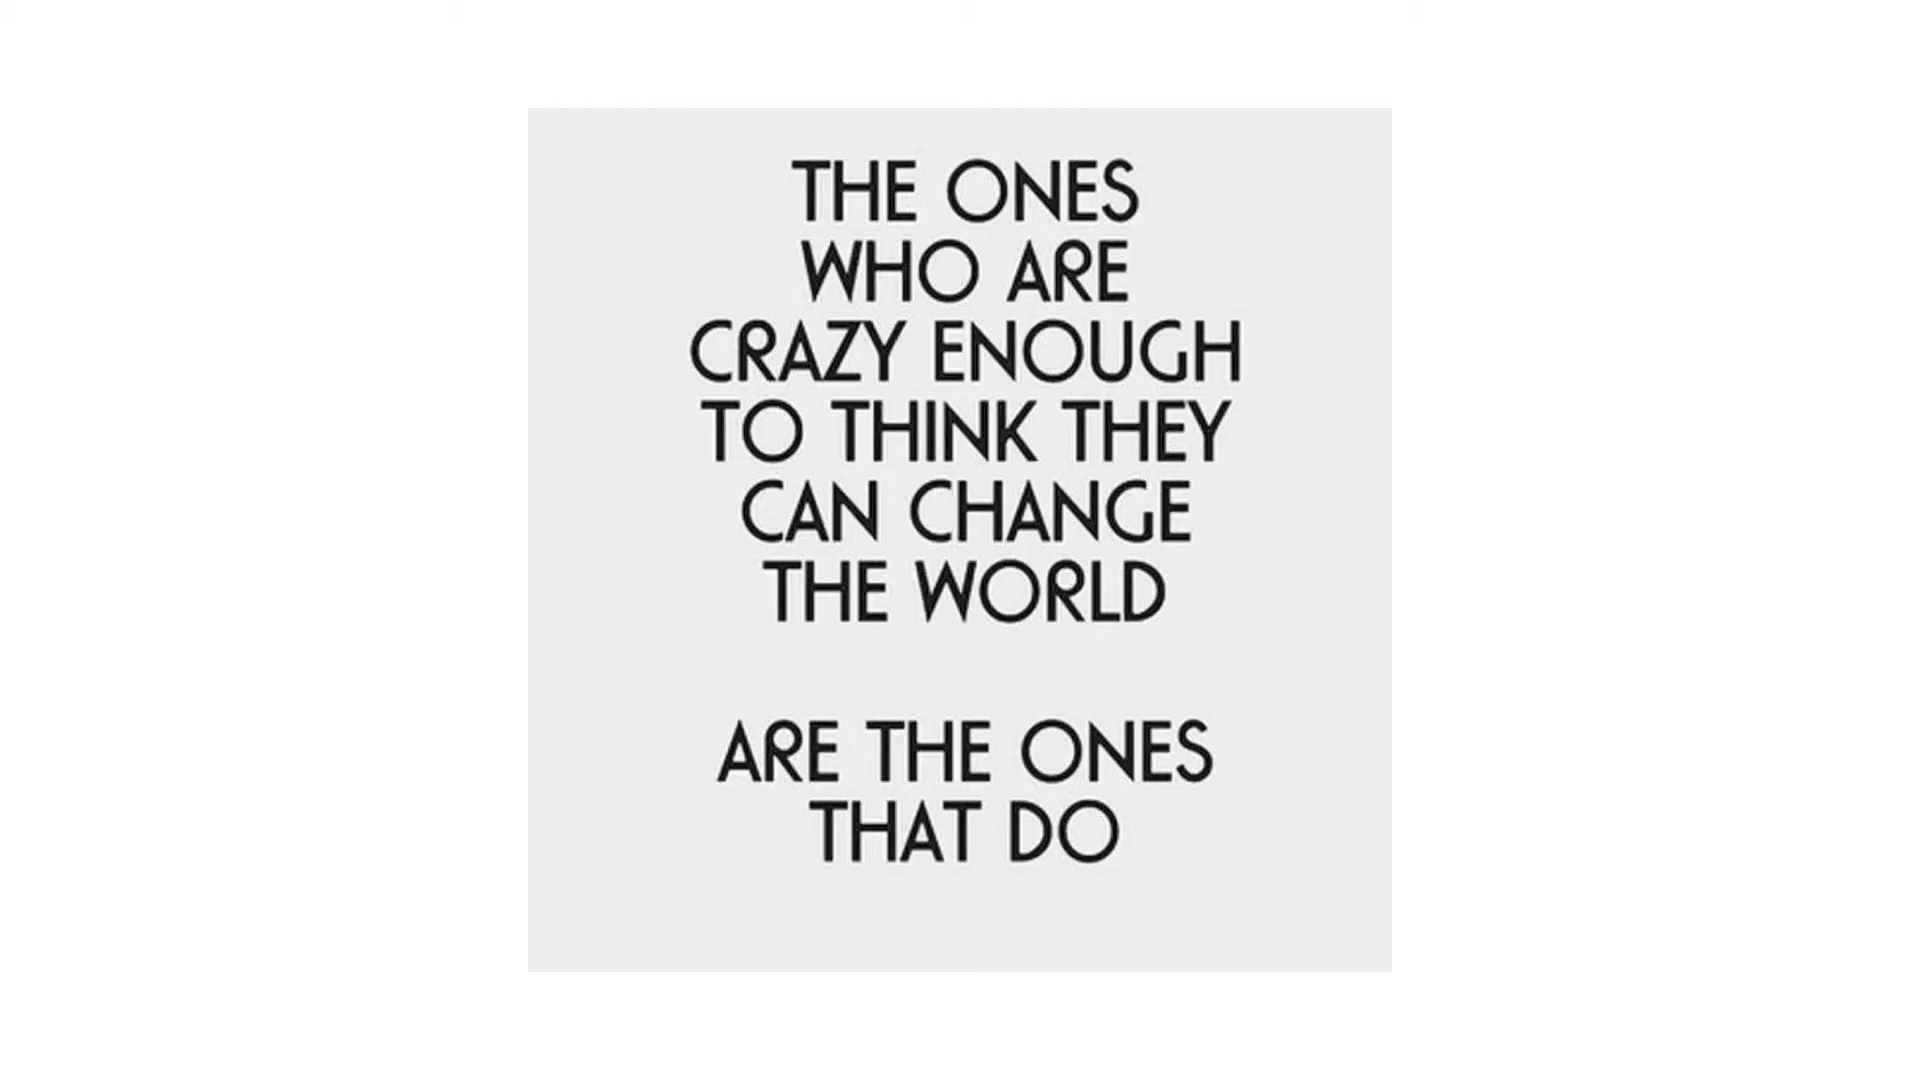 THE ONES
WHO ARE
CRAZY ENOUGH
TO THINK THEY
CAN CHANGE
THE WORLD
ARE THE ONES
THAT DO